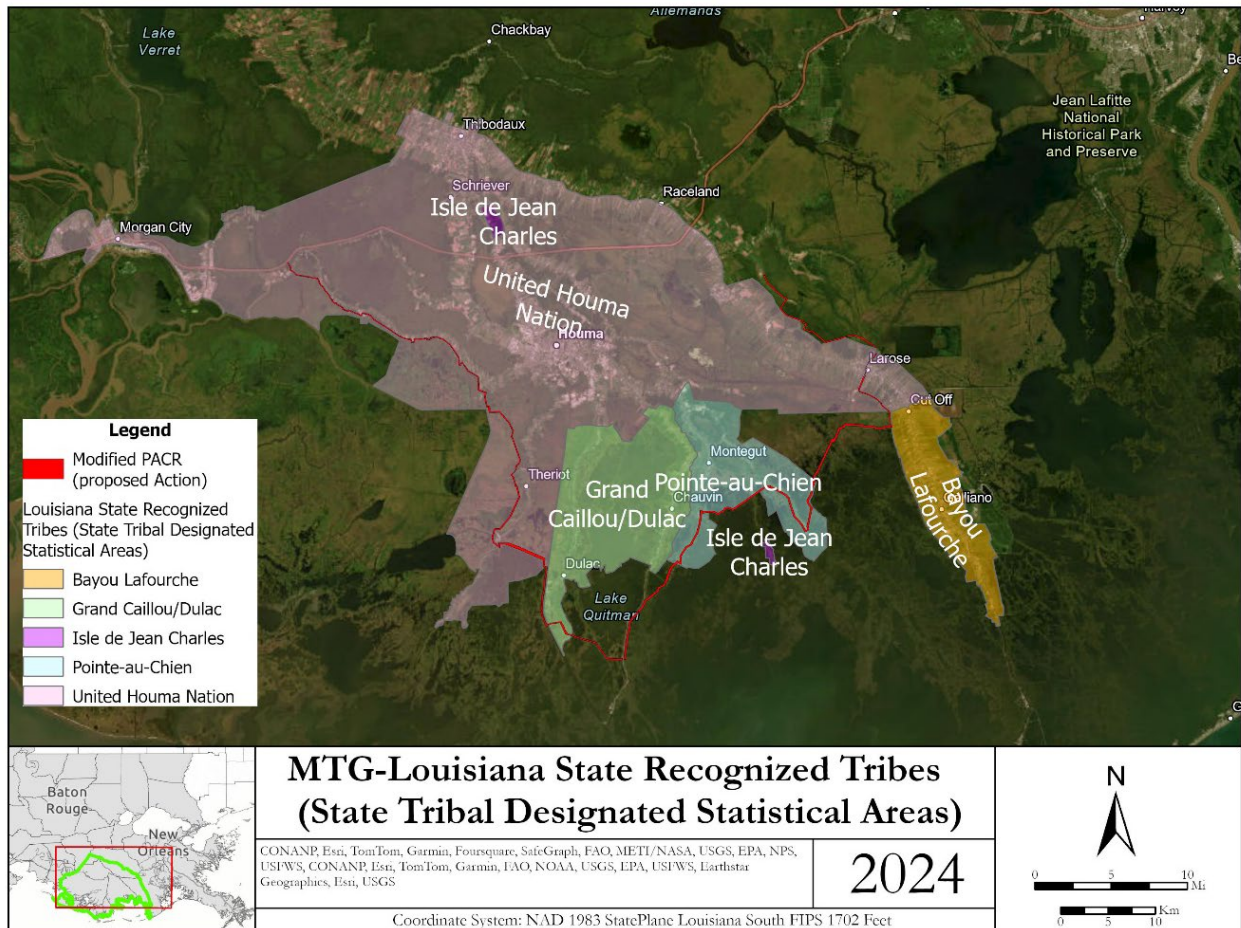 Allemands
Harvey
Lake
Verret
Chackbay
Jean Lafitte
National
Historical Park
and Preserve
Thibodaux
Schriever
Isle de Jean
Charles
Raceland
Morgan City
United Houma
Nation
Houma
Larose
Cut Off
Theriot
Grand
Caillou/Dulac
Montegut
Pointe-au-Chien
Chauvin
Bayou
Lafourche
Isle de Jean
Charles
Dulac
Lake
Quitman
Legend
Modified PACR
(proposed Action)
Louisiana State Recognized
Tribes (State Tribal Designated
Statistical Areas)
Bayou Lafourche
Grand Caillou/Dulac
Isle de Jean Charles
Pointe-au-Chien
United Houma Nation
Baton
Rouge
New
Orleans
MTG-Louisiana State Recognized Tribes
(State Tribal Designated Statistical Areas)
CONANP, Esri, TomTom, Garmin, Foursquare, SafeGraph, FAO, METI/NASA, USGS, EPA, NPS,
USFWS, CONANP, Esri, TomTom, Garmin, FAO, NOAA, USGS, EPA, USFWS, Earthstar
Geographics, Esri, USGS
2024
Coordinate System: NAD 1983 StatePlane Louisiana South FIPS 1702 Feet
N
0 5 10
Mi
0 5 10
Km